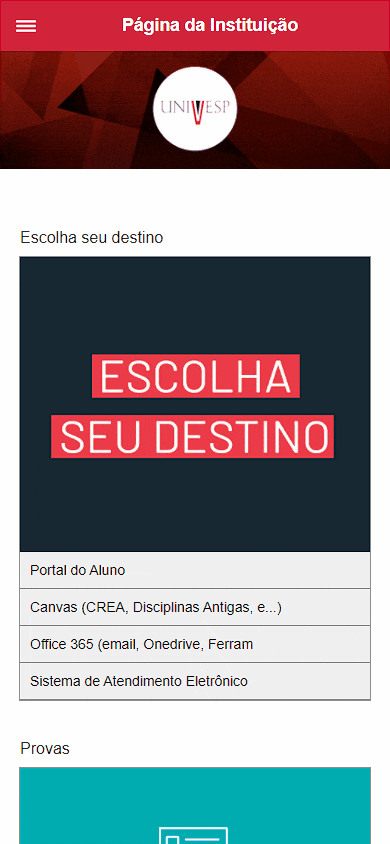 Página da Instituição
UNIVESP
Escolha seu destino
ESCOLHA
SEU DESTINO
Portal do Aluno
Canvas (CREA, Disciplinas Antigas, e...)
Office 365 (email, Onedrive, Ferram
Sistema de Atendimento Eletrônico
Provas